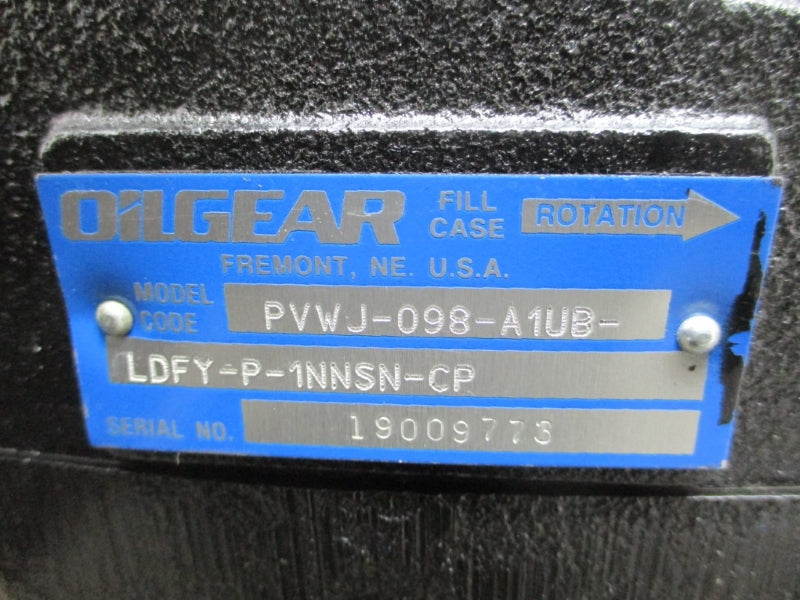 OILGEAR FILL CASE ROTATION
FREMONT, NE. U.S.A.
MODEL CODE PVWJ-098-A1UB-
LDFY-P-1NNSN-CP
SERIAL NO. 19009773